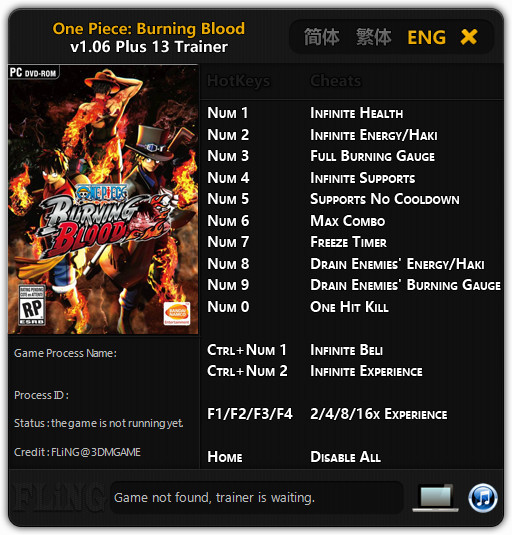 One Piece: Burning Blood
v1.06 Plus 13 Trainer
简体 繁体 ENG
PC DVD-ROM
ONE PIECE
BURNING
BLOOD
RATING PENDING
RP
ESRB
BANDAI NAMCO
Entertainment
HotKeys Cheats
Num 1 Infinite Health
Num 2 Infinite Energy/Haki
Num 3 Full Burning Gauge
Num 4 Infinite Supports
Num 5 Supports No Cooldown
Num 6 Max Combo
Num 7 Freeze Timer
Num 8 Drain Enemies' Energy/Haki
Num 9 Drain Enemies' Burning Gauge
Num 0 One Hit Kill
Ctrl+Num 1 Infinite Beli
Ctrl+Num 2 Infinite Experience
F1/F2/F3/F4 2/4/8/16x Experience
Home Disable All
Game Process Name:
Process ID :
Status : the game is not running yet.
Credit : FLiNG@3DMGAME
FLiNG
Game not found, trainer is waiting.